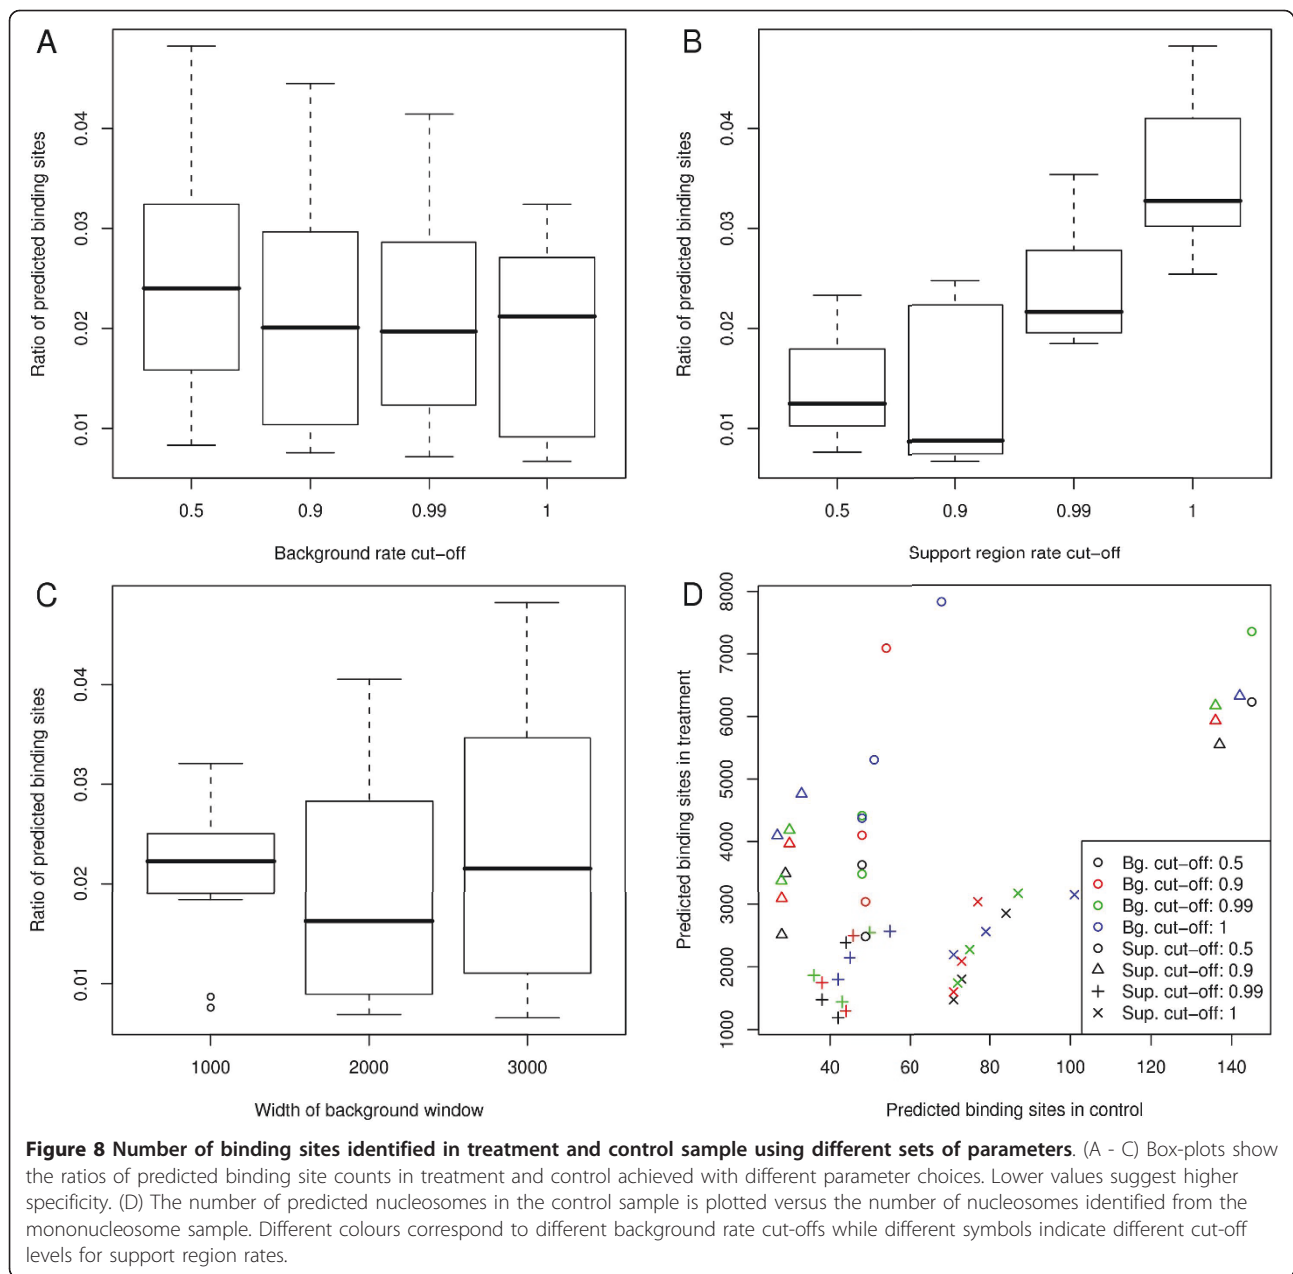 A
Ratio of predicted binding sites
0.04
0.03
0.02
0.01
0.5 0.9 0.99 1
Background rate cut−off
B
Ratio of predicted binding sites
0.04
0.03
0.02
0.01
0.5 0.9 0.99 1
Support region rate cut−off
C
Ratio of predicted binding sites
0.04
0.03
0.02
0.01
1000 2000 3000
Width of background window
D
Predicted binding sites in treatment
8000
7000
6000
5000
4000
3000
2000
1000
Bg. cut−off: 0.5
Bg. cut−off: 0.9
Bg. cut−off: 0.99
Bg. cut−off: 1
Sup. cut−off: 0.5
Sup. cut−off: 0.9
Sup. cut−off: 0.99
Sup. cut−off: 1
40 60 80 100 120 140
Predicted binding sites in control
Figure 8 Number of binding sites identified in treatment and control sample using different sets of parameters. (A - C) Box-plots show
the ratios of predicted binding site counts in treatment and control achieved with different parameter choices. Lower values suggest higher
specificity. (D) The number of predicted nucleosomes in the control sample is plotted versus the number of nucleosomes identified from the
mononucleosome sample. Different colours correspond to different background rate cut-offs while different symbols indicate different cut-off
levels for support region rates.